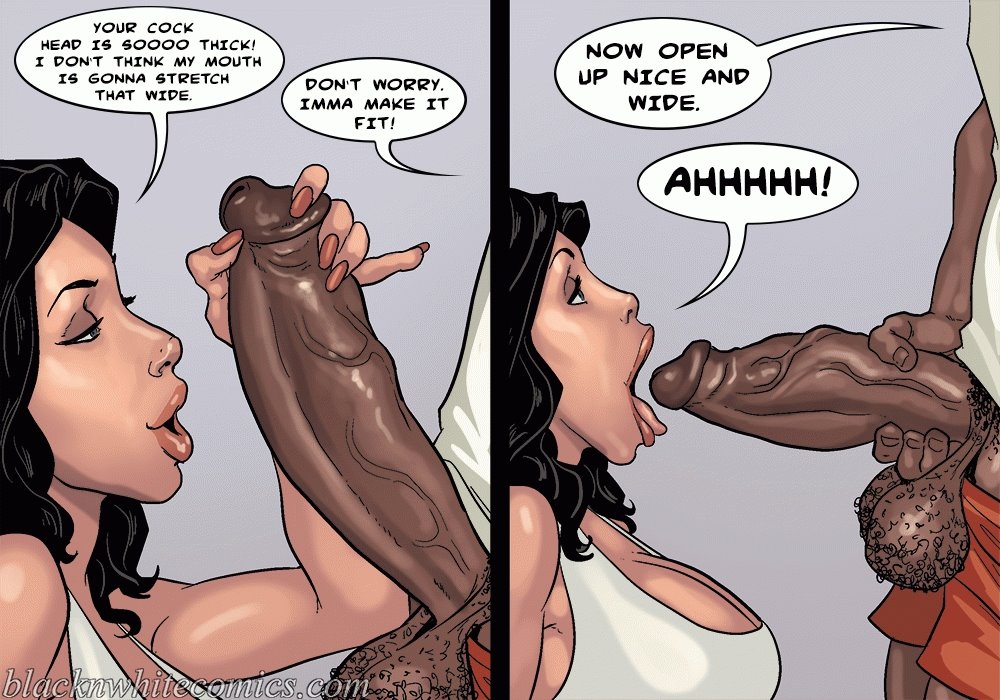 YOUR COCK
HEAD IS SOOOO THICK!
I DON'T THINK MY MOUTH
IS GONNA STRETCH
THAT WIDE.
DON'T WORRY.
IMMA MAKE IT
FIT!
NOW OPEN
UP NICE AND
WIDE.
AHHHHH!
blacknwhitecomics.com